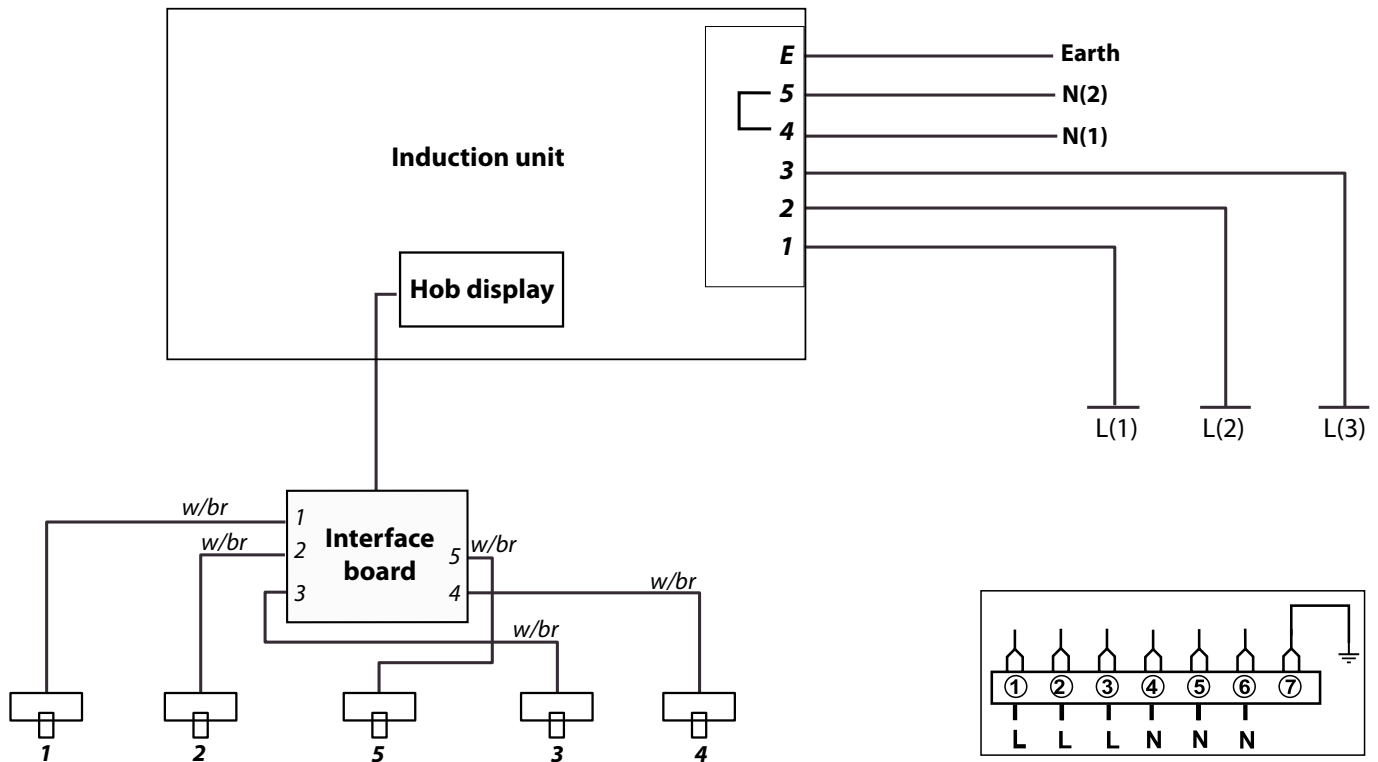 Induction unit
E
5
4
3
2
1
Earth
N(2)
N(1)
Hob display
L(1) L(2) L(3)
w/br
w/br
1
2
3
Interface
board
5
4
w/br
w/br
w/br
1 2 5 3 4
1 2 3 4 5 6 7
L L L N N N